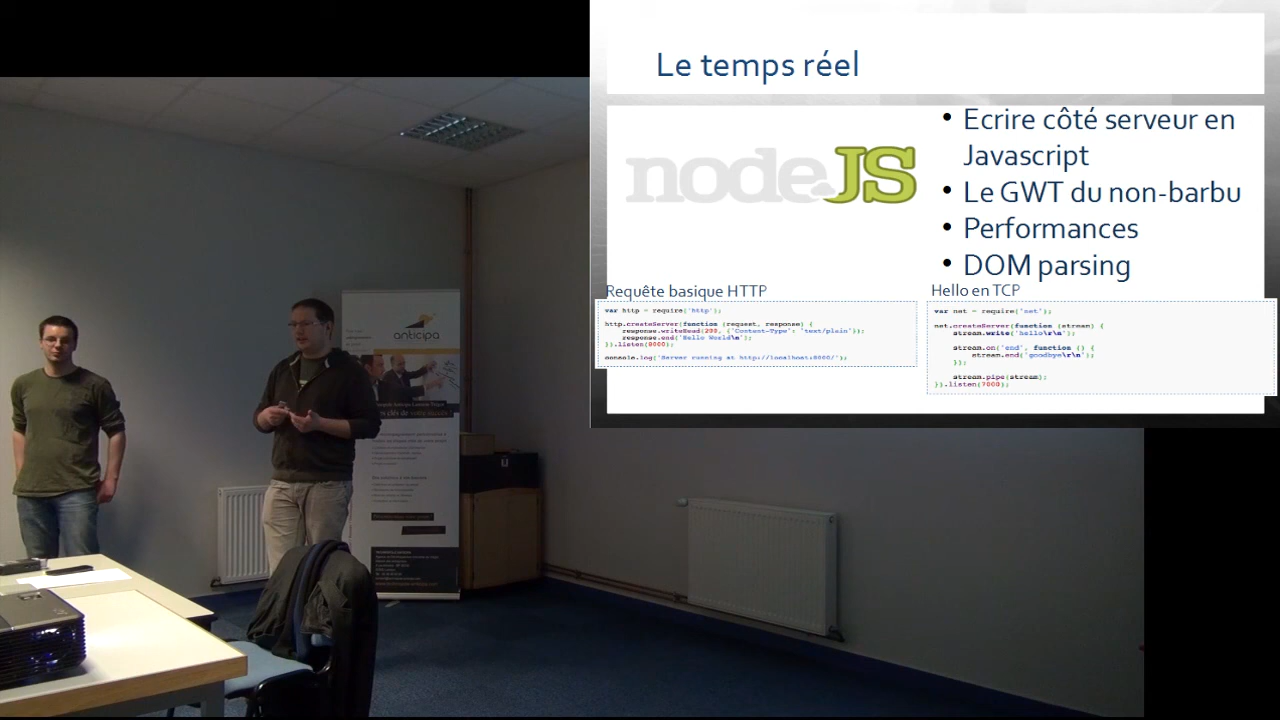 Le temps réel
node.JS
• Ecrire côté serveur en
Javascript
• Le GWT du non-barbu
• Performances
• DOM parsing
Requête basique HTTP
var http = require('http');
http.createServer(function (request, response) {
response.writeHead(200, {'Content-Type': 'text/plain'});
response.end('Hello World\n');
}).listen(8000);
console.log('Server running at http://localhost:8000/');
Hello en TCP
var net = require('net');
net.createServer(function (stream) {
stream.write('hello\r\n');
stream.on('end', function () {
stream.end('goodbye\r\n');
});
stream.pipe(stream);
}).listen(7000);
anticipa